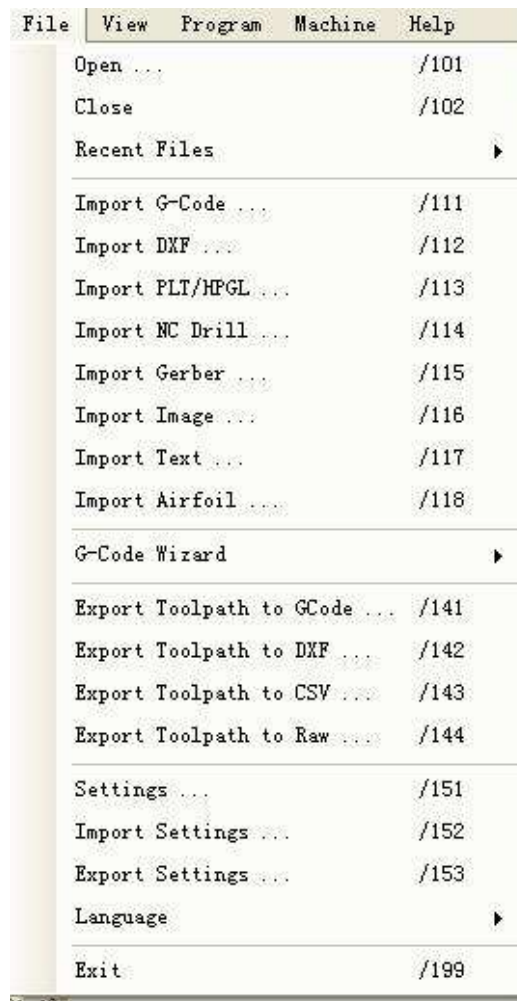 File View Program Machine Help
Open ... /101
Close /102
Recent Files
Import G-Code ... /111
Import DXF ... /112
Import PLT/HPGL ... /113
Import NC Drill ... /114
Import Gerber ... /115
Import Image ... /116
Import Text ... /117
Import Airfoil ... /118
G-Code Wizard
Export Toolpath to GCode ... /141
Export Toolpath to DXF ... /142
Export Toolpath to CSV ... /143
Export Toolpath to Raw ... /144
Settings ... /151
Import Settings ... /152
Export Settings ... /153
Language
Exit /199